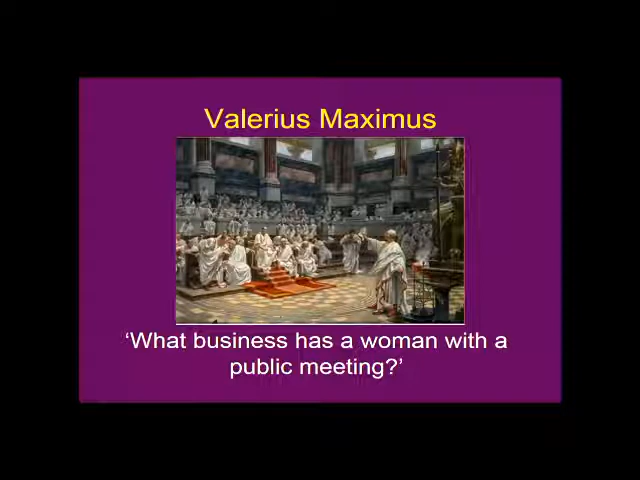 Valerius Maximus
‘What business has a woman with a
public meeting?’